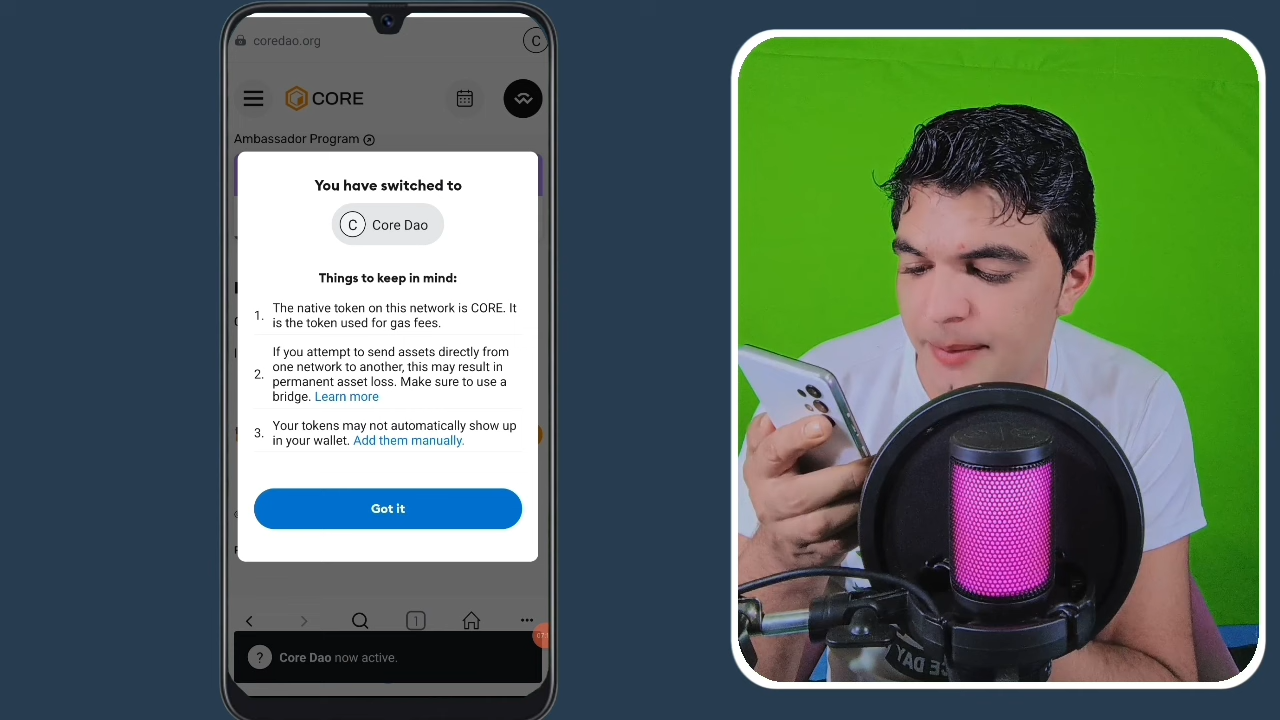 coredao.org
C
CORE
Ambassador Program
You have switched to
C Core Dao
Things to keep in mind:
1. The native token on this network is CORE. It
is the token used for gas fees.
2. If you attempt to send assets directly from
one network to another, this may result in
permanent asset loss. Make sure to use a
bridge. Learn more
3. Your tokens may not automatically show up
in your wallet. Add them manually.
Got it
1
? Core Dao now active.